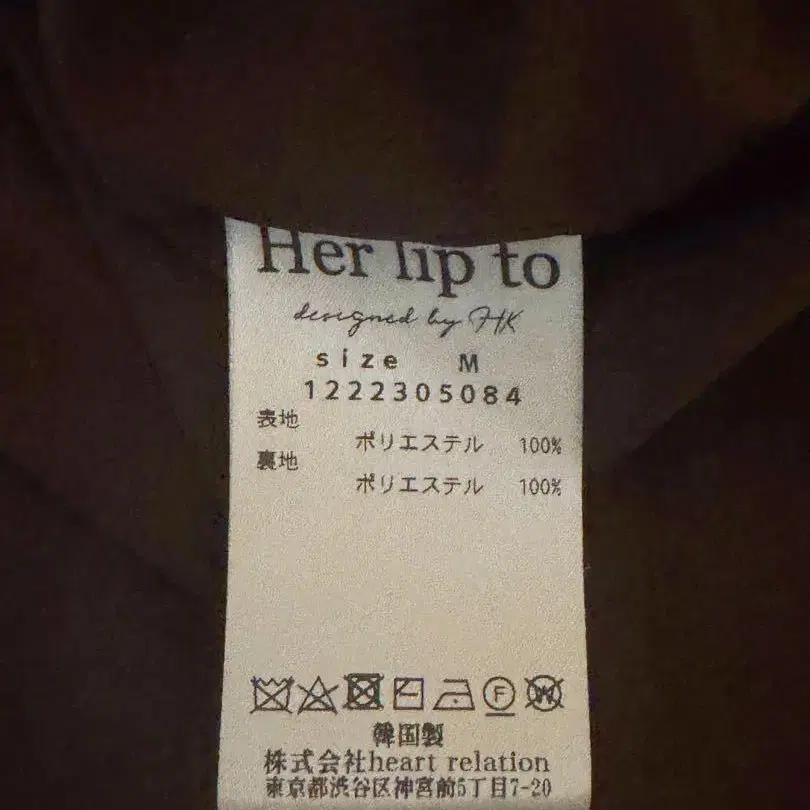 Her lip to
designed by HK
size M
1222305084
表地
ポリエステル 100%
裏地
ポリエステル 100%
F W
韓国製
株式会社heart relation
東京都渋谷区神宮前5丁目7-20